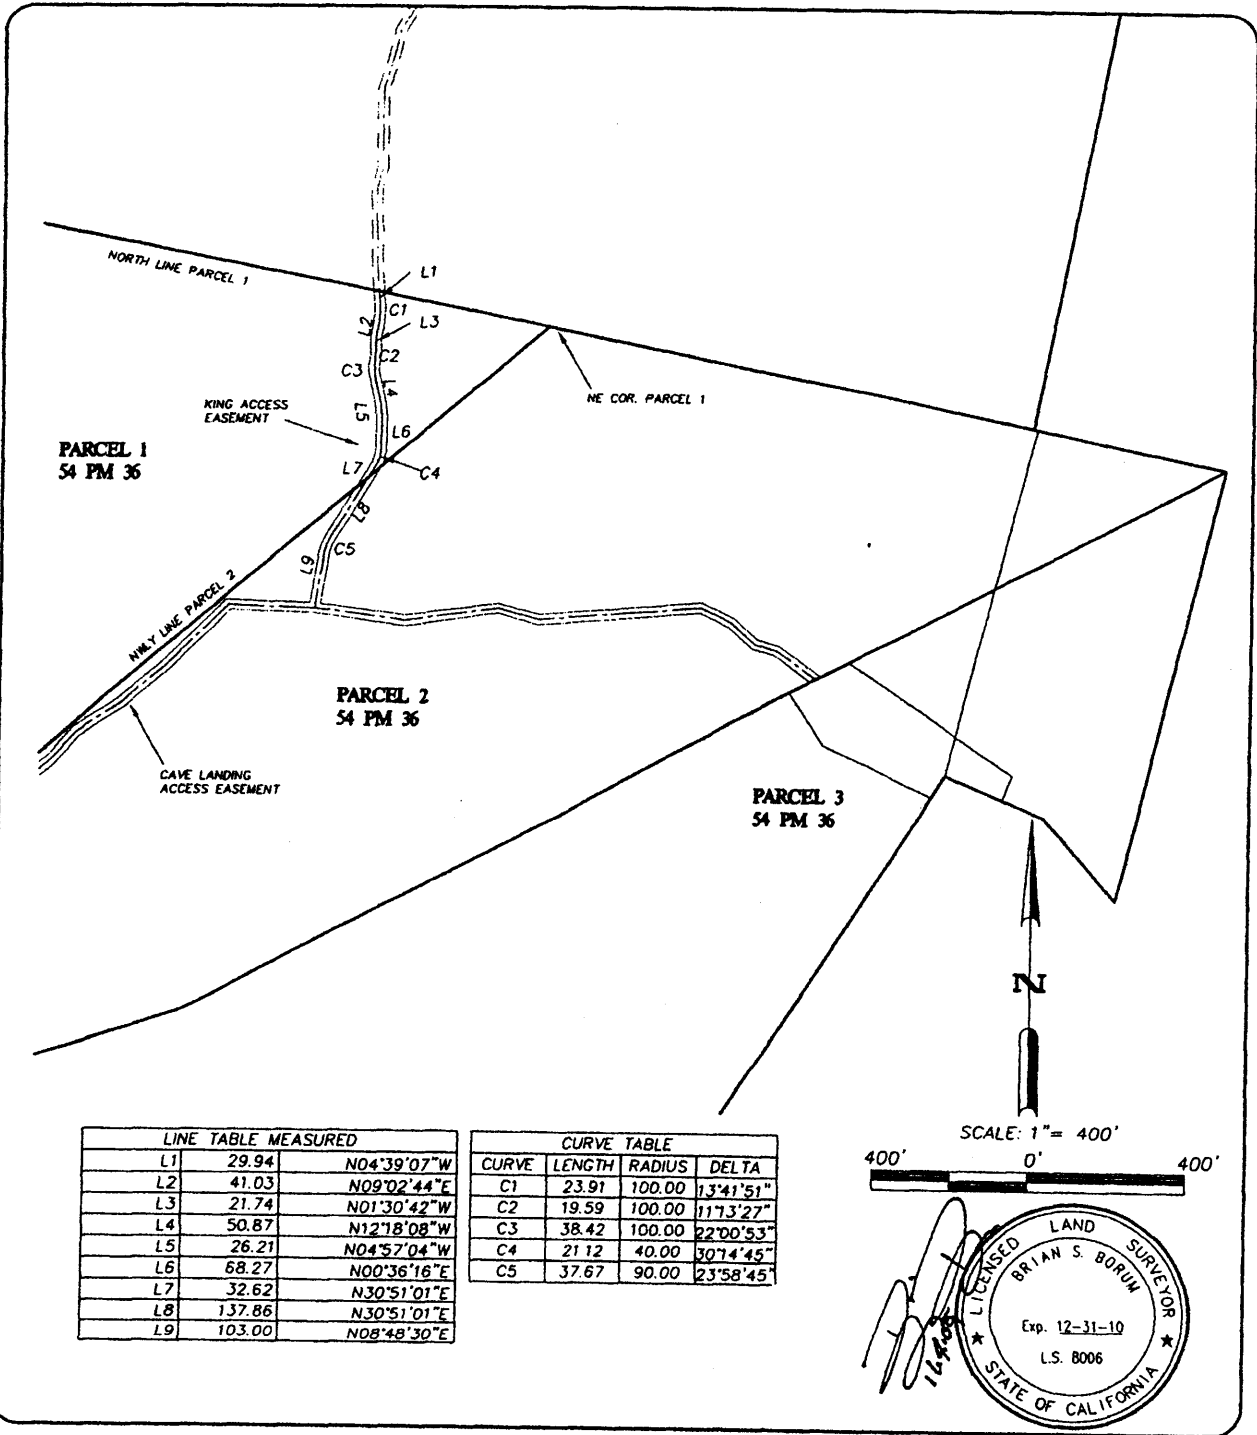 L1
NORTH LINE PARCEL 1
C1
L2
L3
C2
C3
L4
NE COR. PARCEL 1
KING ACCESS
EASEMENT
L5
L6
PARCEL 1
54 PM 36
L7
C4
L8
C5
L9
NWLY LINE PARCEL 2
PARCEL 2
54 PM 36
CAVE LANDING
ACCESS EASEMENT
PARCEL 3
54 PM 36
N
SCALE: 1"= 400'
400' 0' 400'
LINE TABLE MEASURED
L1 29.94 N04°39'07"W
L2 41.03 N09°02'44"E
L3 21.74 N01°30'42"W
L4 50.87 N12°18'08"W
L5 26.21 N04°57'04"W
L6 68.27 N00°36'16"E
L7 32.62 N30°51'01"E
L8 137.86 N30°51'01"E
L9 103.00 N08°48'30"E
CURVE TABLE
CURVE LENGTH RADIUS DELTA
C1 23.91 100.00 13°41'51"
C2 19.59 100.00 11°13'27"
C3 38.42 100.00 22°00'53"
C4 21.12 40.00 30°14'45"
C5 37.67 90.00 23°58'45"
LICENSED LAND SURVEYOR
BRIAN S. BORUM
Exp. 12-31-10
L.S. 8006
STATE OF CALIFORNIA